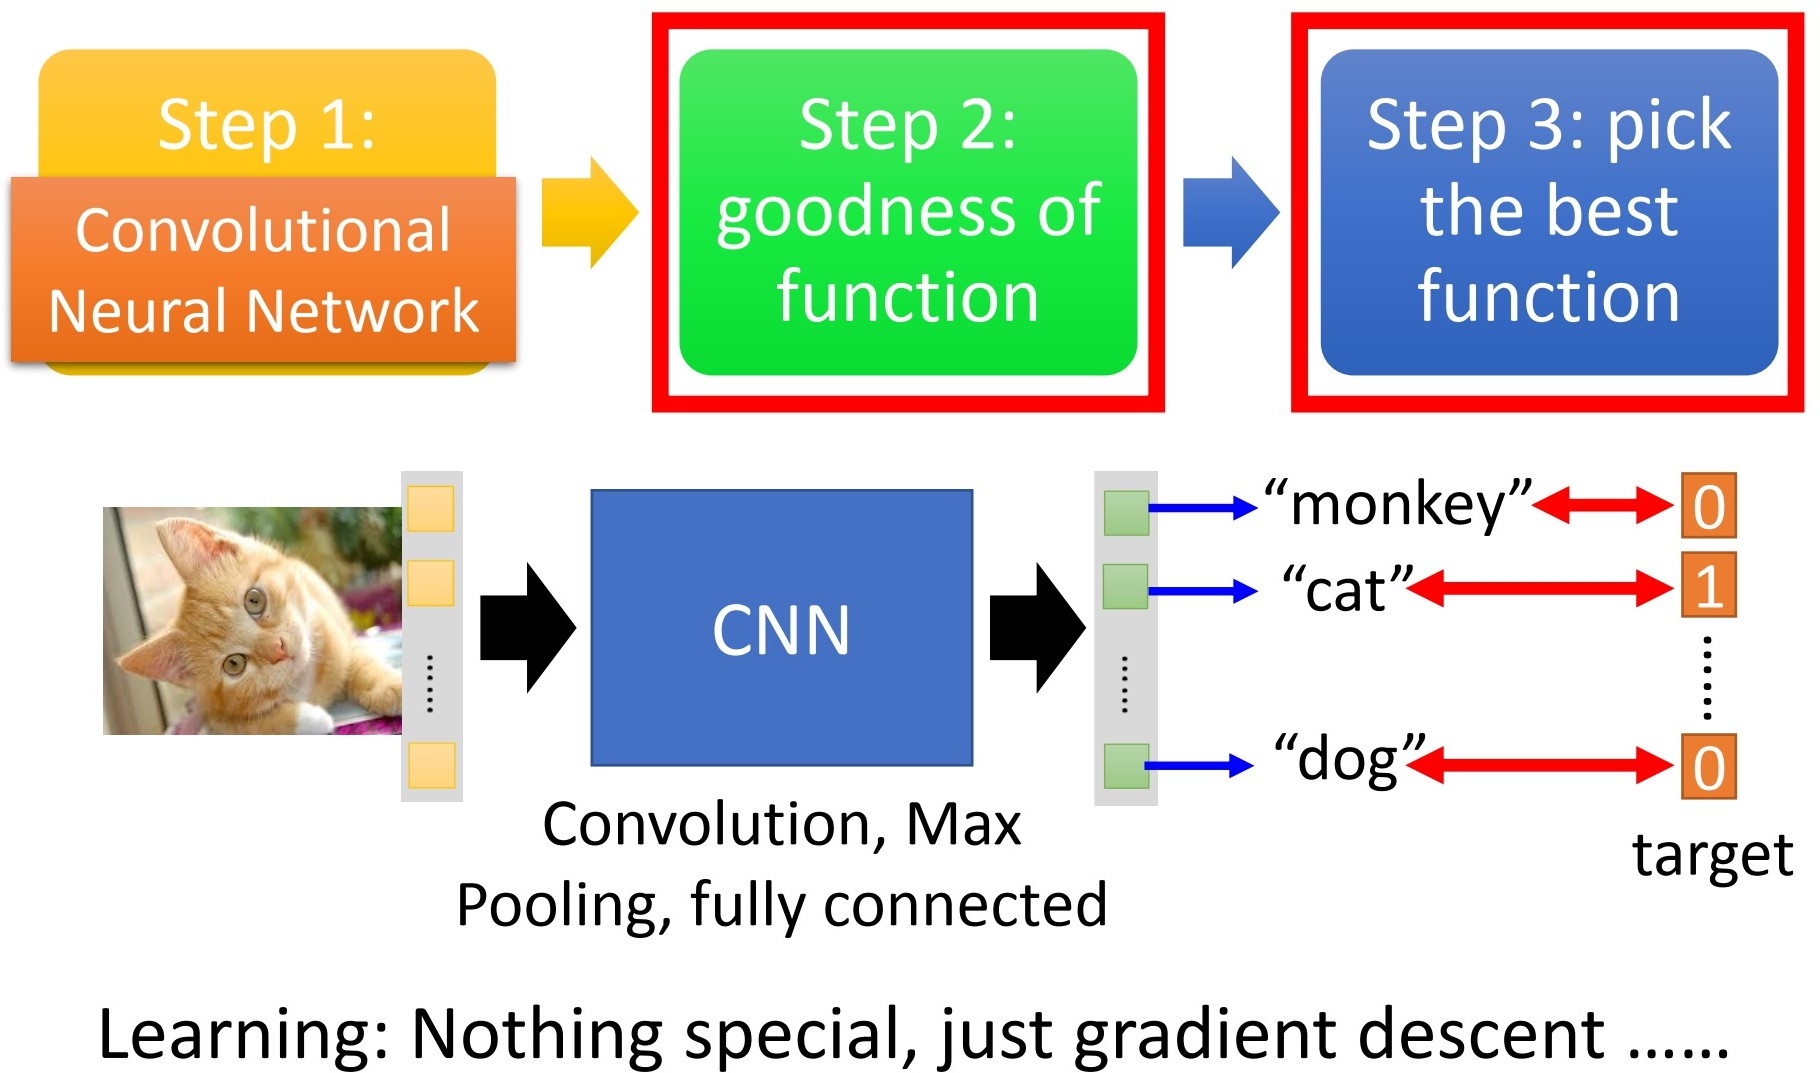 Step 1:
Convolutional
Neural Network
Step 2:
goodness of
function
Step 3: pick
the best
function
CNN
Convolution, Max
Pooling, fully connected
“monkey”
0
“cat”
1
......
......
......
“dog”
0
target
Learning: Nothing special, just gradient descent ……